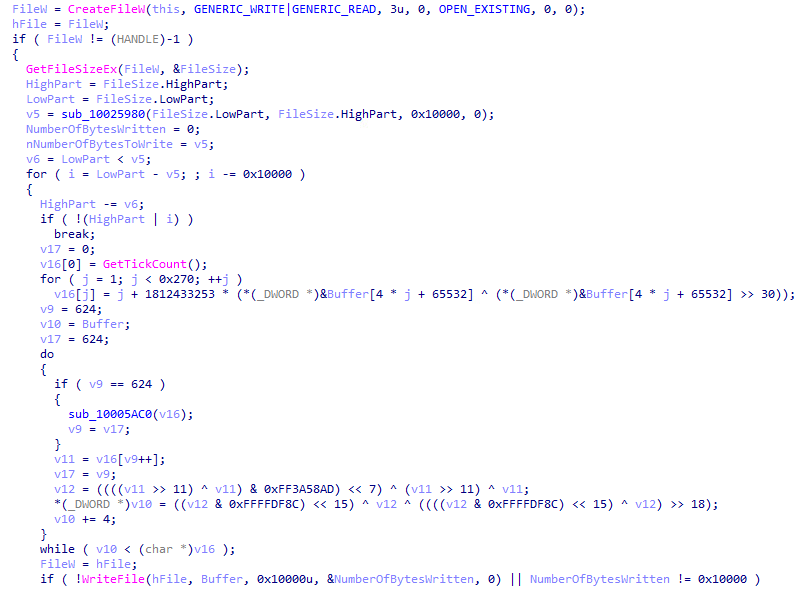 FileW = CreateFileW(this, GENERIC_WRITE|GENERIC_READ, 3u, 0, OPEN_EXISTING, 0, 0);
hFile = FileW;
if ( FileW != (HANDLE)-1 )
{
  GetFileSizeEx(FileW, &FileSize);
  HighPart = FileSize.HighPart;
  LowPart = FileSize.LowPart;
  v5 = sub_10025980(FileSize.LowPart, FileSize.HighPart, 0x10000, 0);
  NumberOfBytesWritten = 0;
  nNumberOfBytesToWrite = v5;
  v6 = LowPart < v5;
  for ( i = LowPart - v5; ; i -= 0x10000 )
  {
    HighPart -= v6;
    if ( !(HighPart | i) )
      break;
    v17 = 0;
    v16[0] = GetTickCount();
    for ( j = 1; j < 0x270; ++j )
      v16[j] = j + 1812433253 * (*(_DWORD *)&Buffer[4 * j + 65532] ^ (*(_DWORD *)&Buffer[4 * j + 65532] >> 30));
    v9 = 624;
    v10 = Buffer;
    v17 = 624;
    do
    {
      if ( v9 == 624 )
      {
        sub_10005AC0(v16);
        v9 = v17;
      }
      v11 = v16[v9++];
      v17 = v9;
      v12 = ((((v11 >> 11) ^ v11) & 0xFF3A58AD) << 7) ^ (v11 >> 11) ^ v11;
      *(_DWORD *)v10 = ((v12 & 0xFFFFDF8C) << 15) ^ v12 ^ ((((v12 & 0xFFFFDF8C) << 15) ^ v12) >> 18);
      v10 += 4;
    }
    while ( v10 < (char *)v16 );
    FileW = hFile;
    if ( !WriteFile(hFile, Buffer, 0x10000u, &NumberOfBytesWritten, 0) || NumberOfBytesWritten != 0x10000 )